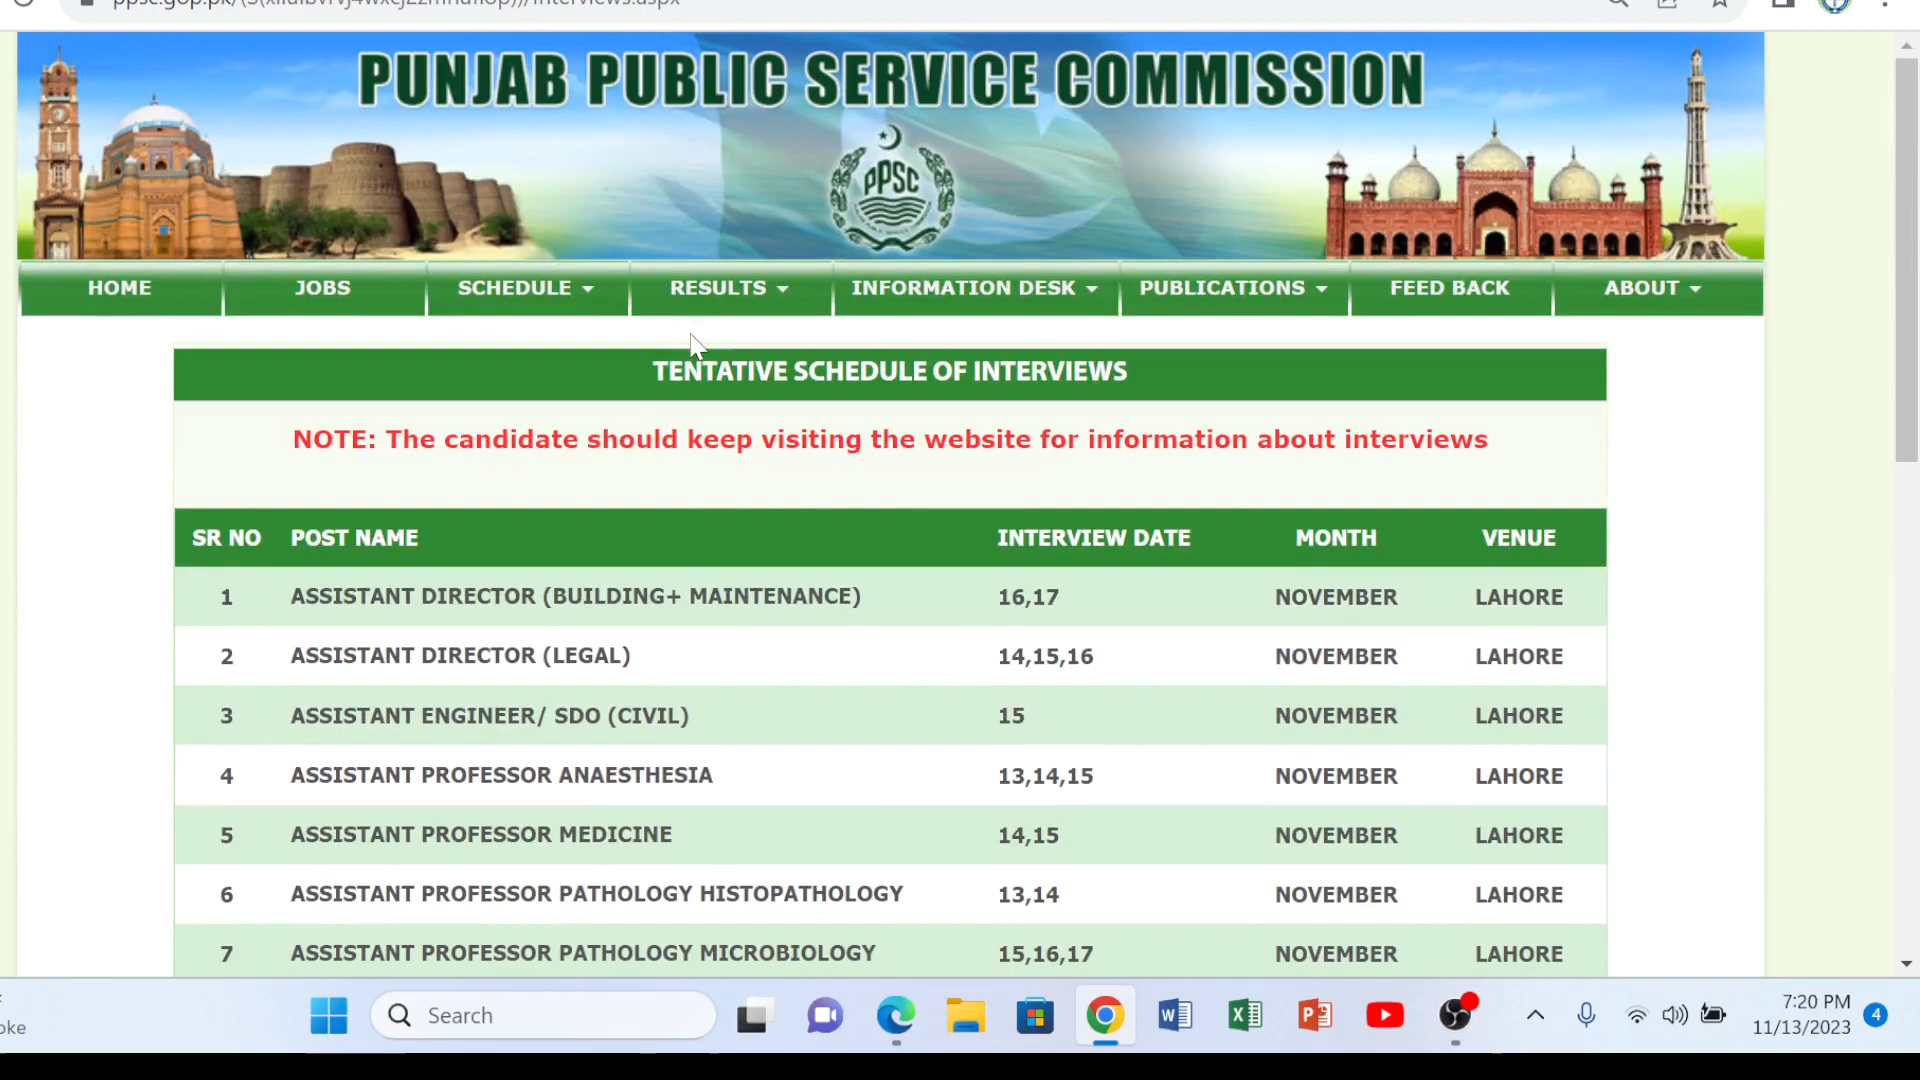 PUNJAB PUBLIC SERVICE COMMISSION
PPSC
HOME JOBS SCHEDULE RESULTS INFORMATION DESK PUBLICATIONS FEED BACK ABOUT
TENTATIVE SCHEDULE OF INTERVIEWS
NOTE: The candidate should keep visiting the website for information about interviews
SR NO POST NAME INTERVIEW DATE MONTH VENUE
1 ASSISTANT DIRECTOR (BUILDING+ MAINTENANCE) 16,17 NOVEMBER LAHORE
2 ASSISTANT DIRECTOR (LEGAL) 14,15,16 NOVEMBER LAHORE
3 ASSISTANT ENGINEER/ SDO (CIVIL) 15 NOVEMBER LAHORE
4 ASSISTANT PROFESSOR ANAESTHESIA 13,14,15 NOVEMBER LAHORE
5 ASSISTANT PROFESSOR MEDICINE 14,15 NOVEMBER LAHORE
6 ASSISTANT PROFESSOR PATHOLOGY HISTOPATHOLOGY 13,14 NOVEMBER LAHORE
7 ASSISTANT PROFESSOR PATHOLOGY MICROBIOLOGY 15,16,17 NOVEMBER LAHORE
oke
Search
7:20 PM
11/13/2023
4